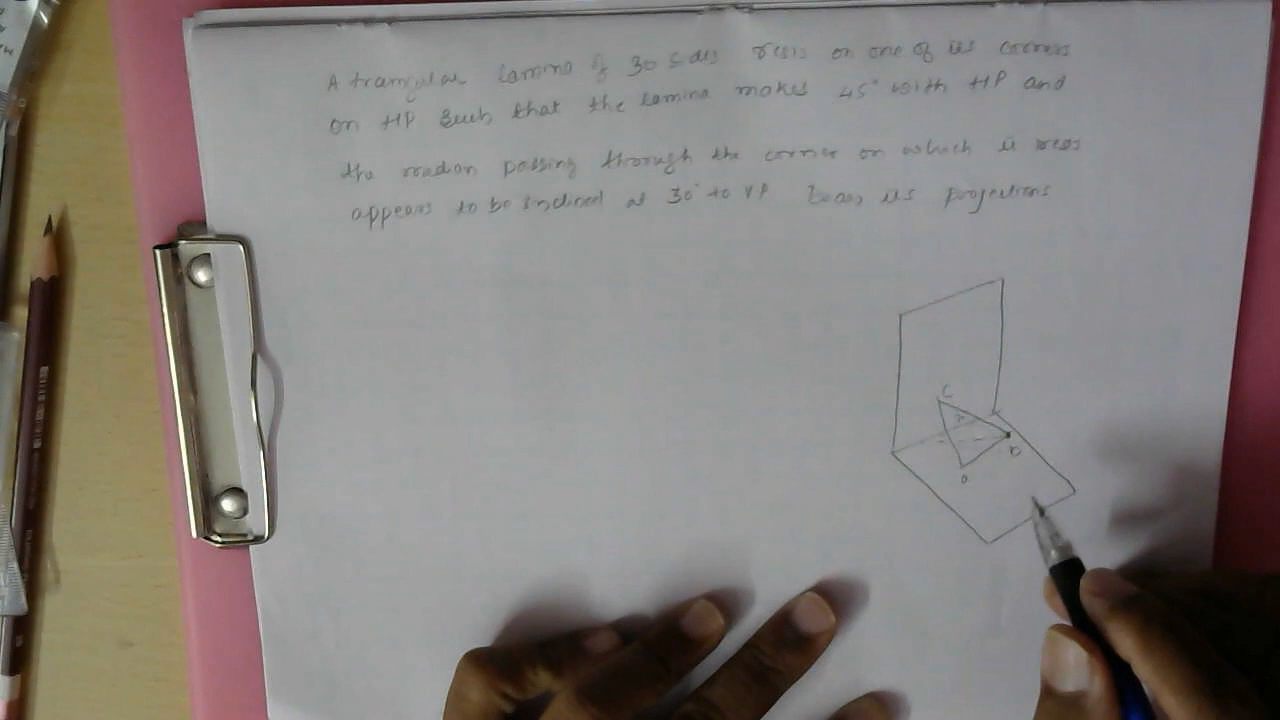 A triangular lamina of 30 sides rests on one of its corners
on HP such that the lamina makes 45° with HP and
the median passing through the corner on which it rests
appears to be inclined at 30° to VP Draw its projections
C
b
a